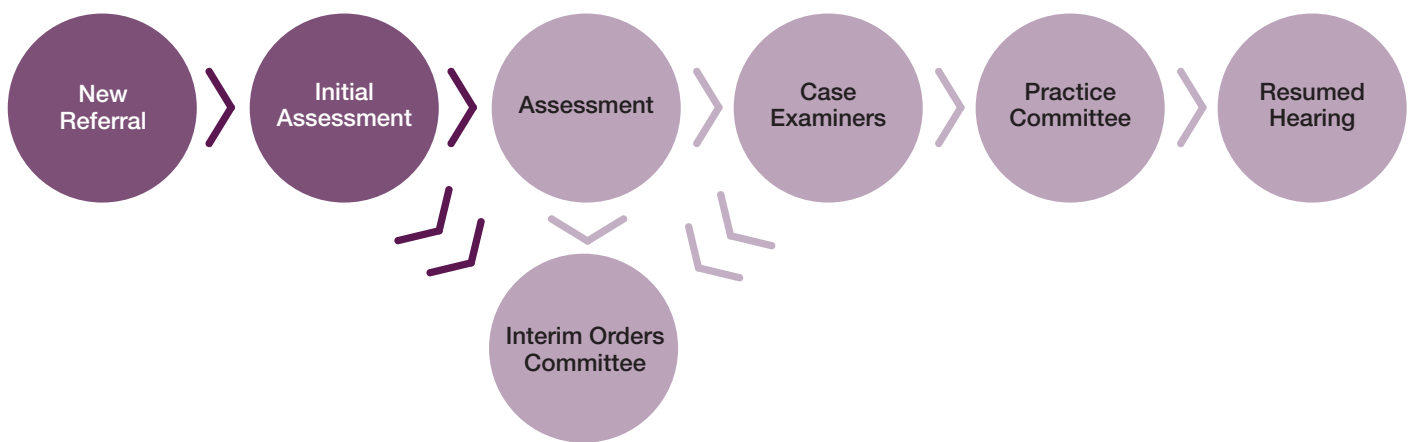 New
Referral
Initial
Assessment
Assessment
Case
Examiners
Practice
Committee
Resumed
Hearing
Interim Orders
Committee